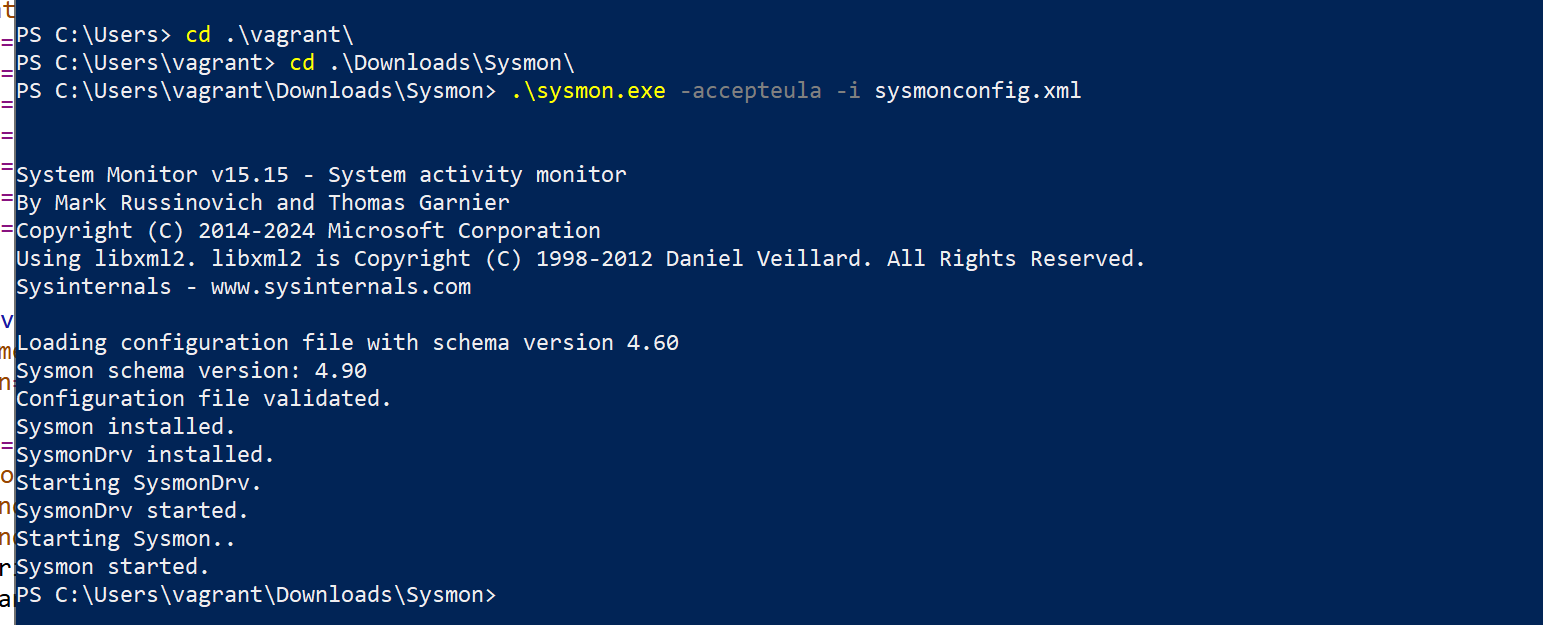 PS C:\Users> cd .\vagrant\
PS C:\Users\vagrant> cd .\Downloads\Sysmon\
PS C:\Users\vagrant\Downloads\Sysmon> .\sysmon.exe -accepteula -i sysmonconfig.xml
System Monitor v15.15 - System activity monitor
By Mark Russinovich and Thomas Garnier
Copyright (C) 2014-2024 Microsoft Corporation
Using libxml2. libxml2 is Copyright (C) 1998-2012 Daniel Veillard. All Rights Reserved.
Sysinternals - www.sysinternals.com
Loading configuration file with schema version 4.60
Sysmon schema version: 4.90
Configuration file validated.
Sysmon installed.
SysmonDrv installed.
Starting SysmonDrv.
SysmonDrv started.
Starting Sysmon..
Sysmon started.
PS C:\Users\vagrant\Downloads\Sysmon>